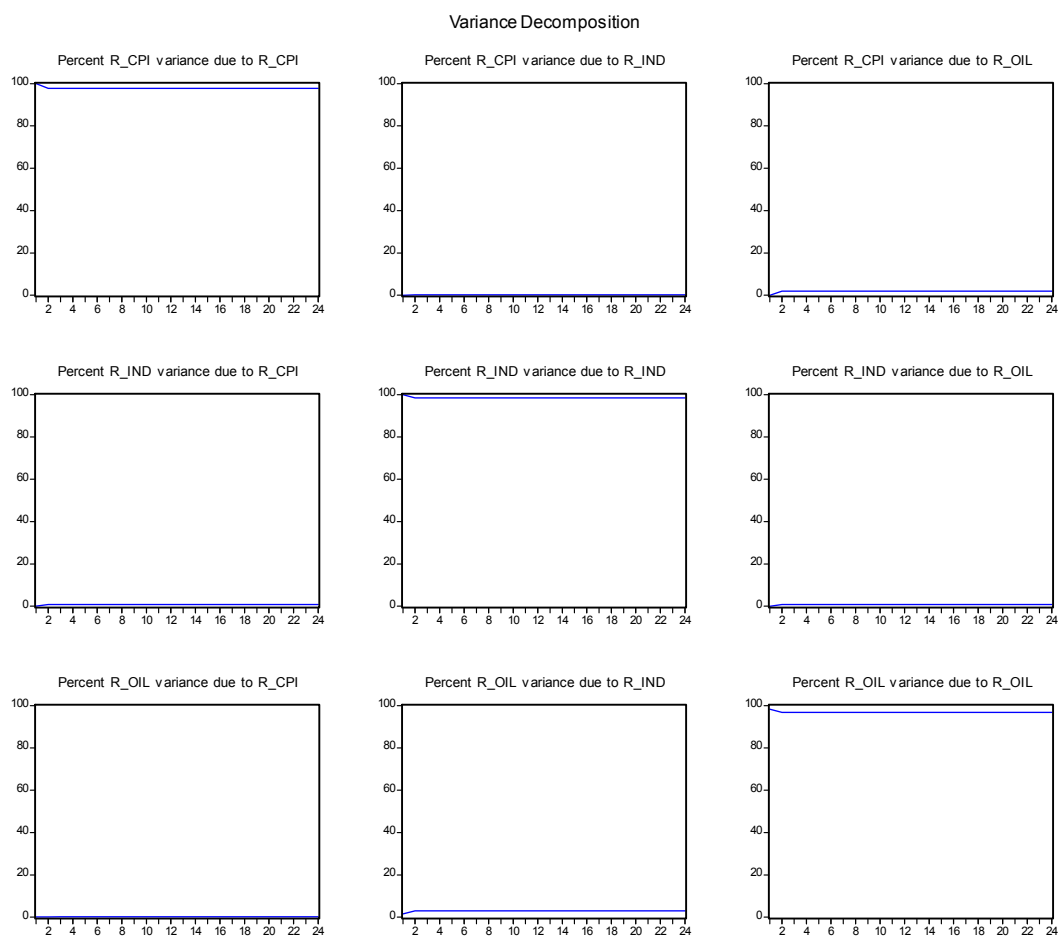 Variance Decomposition
Percent R_CPI variance due to R_CPI
Percent R_CPI variance due to R_IND
Percent R_CPI variance due to R_OIL
100
80
60
40
20
0
2 4 6 8 10 12 14 16 18 20 22 24
100
80
60
40
20
0
2 4 6 8 10 12 14 16 18 20 22 24
100
80
60
40
20
0
2 4 6 8 10 12 14 16 18 20 22 24
Percent R_IND variance due to R_CPI
Percent R_IND variance due to R_IND
Percent R_IND variance due to R_OIL
100
80
60
40
20
0
2 4 6 8 10 12 14 16 18 20 22 24
100
80
60
40
20
0
2 4 6 8 10 12 14 16 18 20 22 24
100
80
60
40
20
0
2 4 6 8 10 12 14 16 18 20 22 24
Percent R_OIL variance due to R_CPI
Percent R_OIL variance due to R_IND
Percent R_OIL variance due to R_OIL
100
80
60
40
20
0
2 4 6 8 10 12 14 16 18 20 22 24
100
80
60
40
20
0
2 4 6 8 10 12 14 16 18 20 22 24
100
80
60
40
20
0
2 4 6 8 10 12 14 16 18 20 22 24